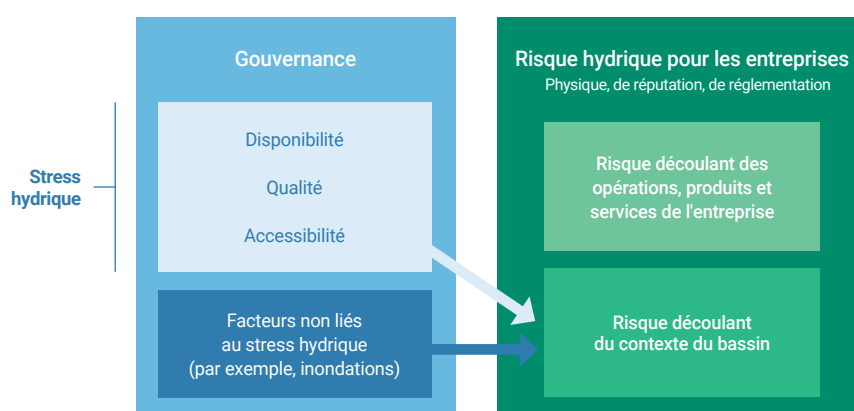 Gouvernance
Disponibilité
Qualité
Accessibilité
Stress
hydrique
Facteurs non liés
au stress hydrique
(par exemple, inondations)
Risque hydrique pour les entreprises
Physique, de réputation, de réglementation
Risque découlant des
opérations, produits et
services de l'entreprise
Risque découlant
du contexte du bassin